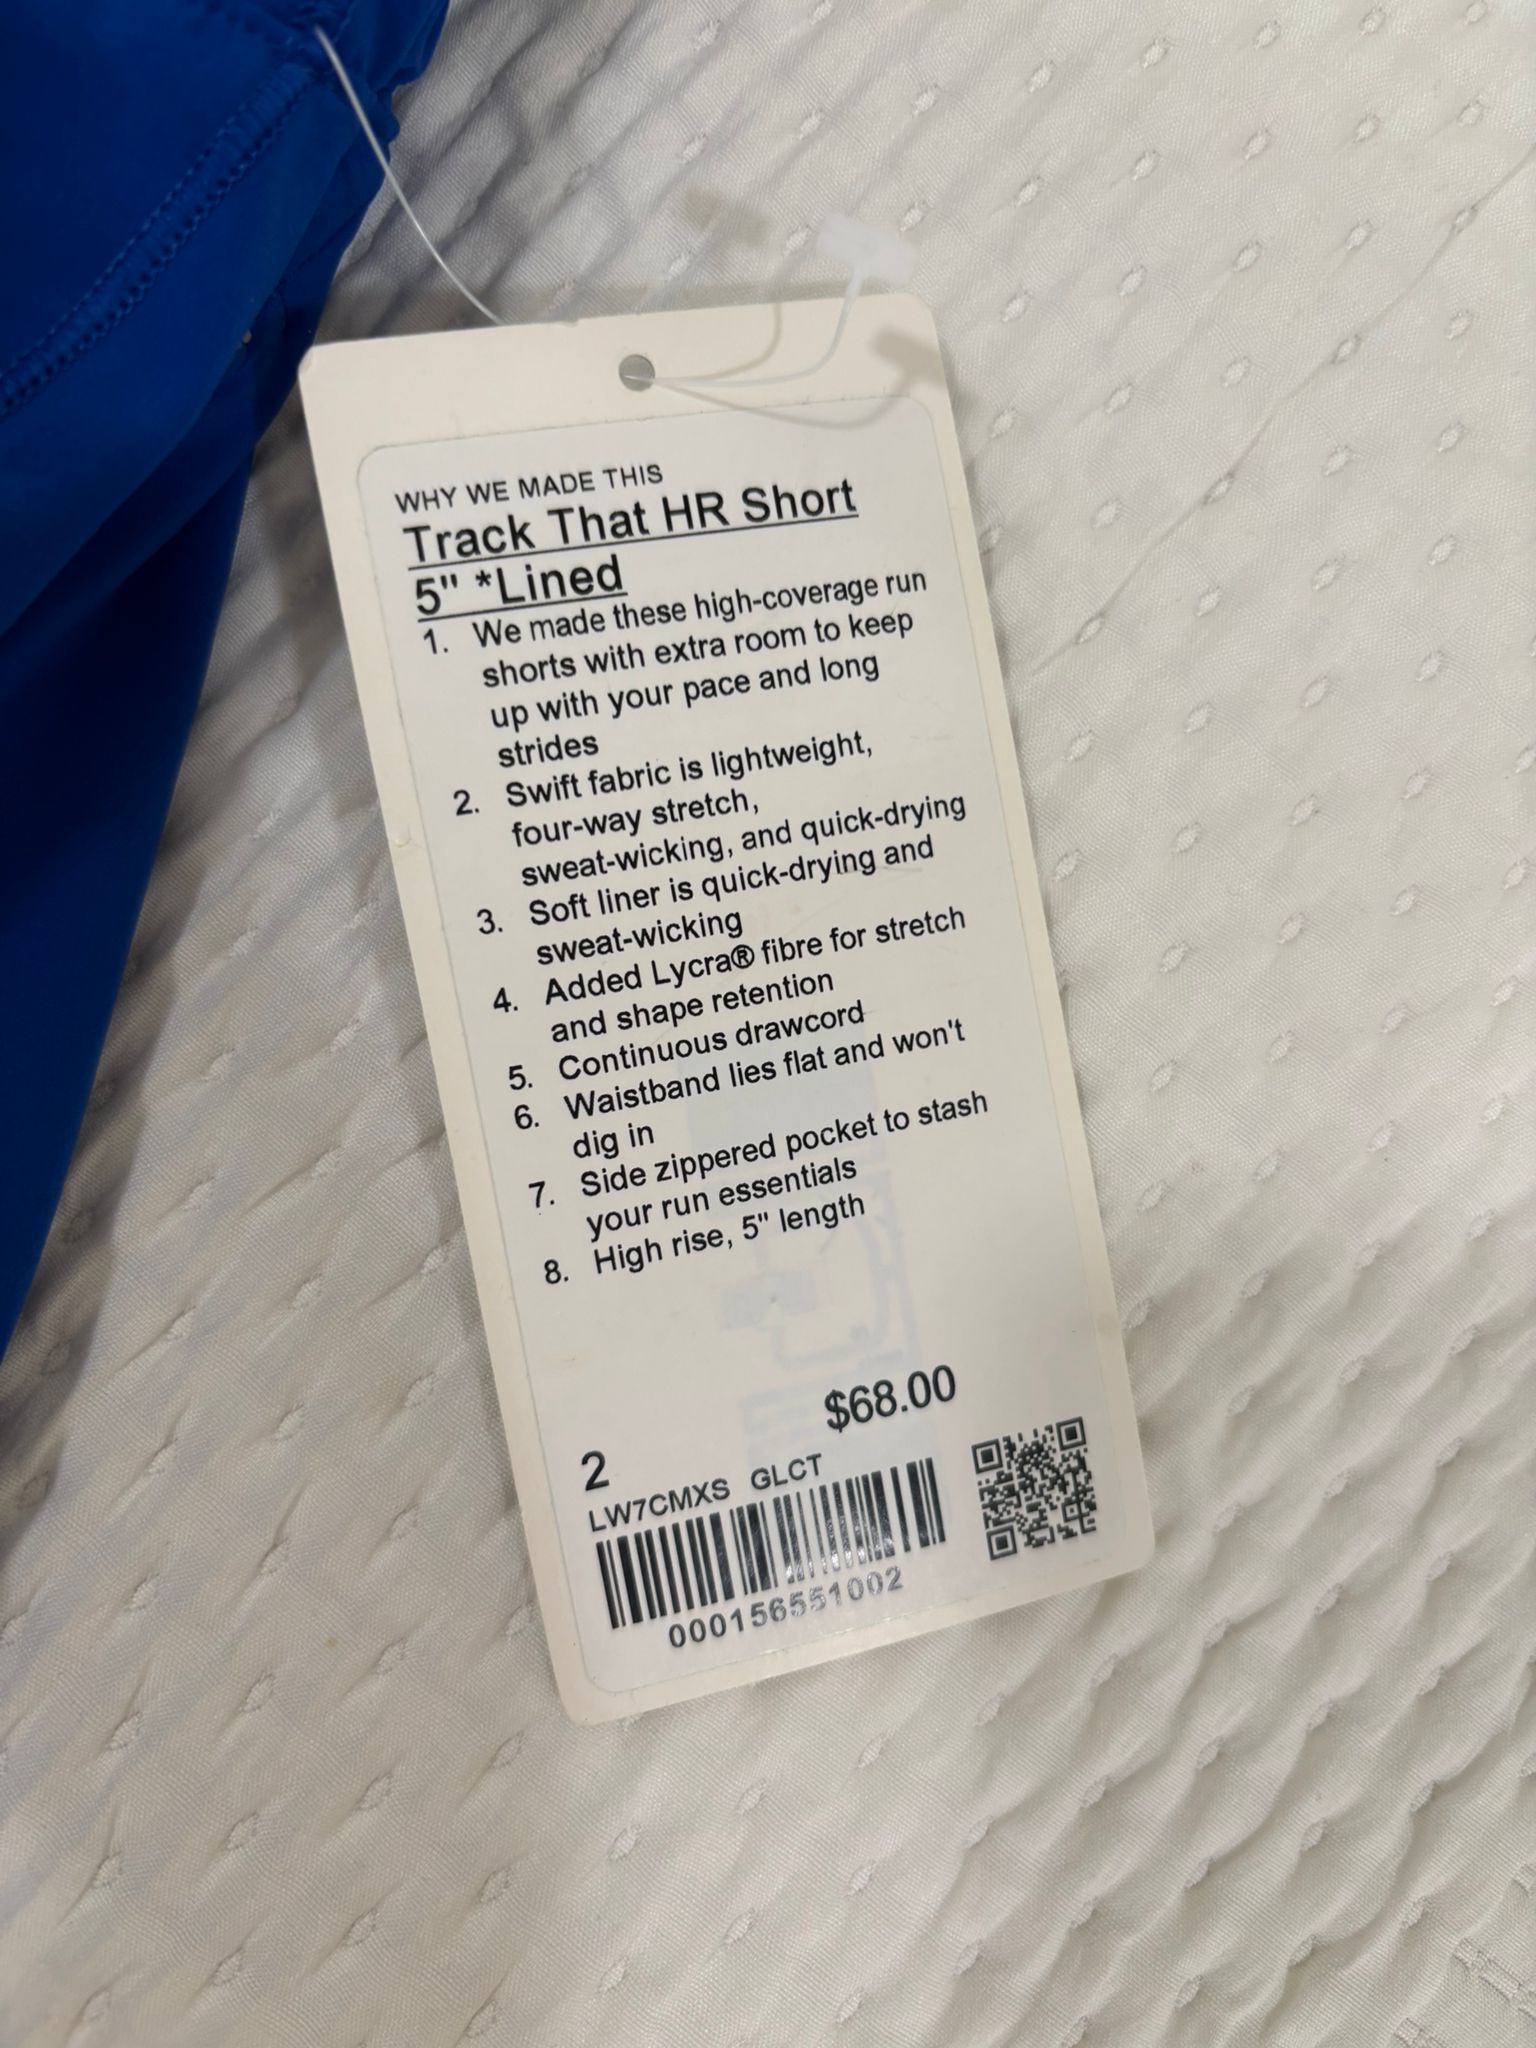 WHY WE MADE THIS
Track That HR Short
5" *Lined
1. We made these high-coverage run
shorts with extra room to keep
up with your pace and long
strides
2. Swift fabric is lightweight,
four-way stretch,
sweat-wicking, and quick-drying
3. Soft liner is quick-drying and
sweat-wicking
4. Added Lycra® fibre for stretch
and shape retention
5. Continuous drawcord
6. Waistband lies flat and won't
dig in
7. Side zippered pocket to stash
your run essentials
8. High rise, 5" length
$68.00
2
LW7CMXS GLCT
000156551002